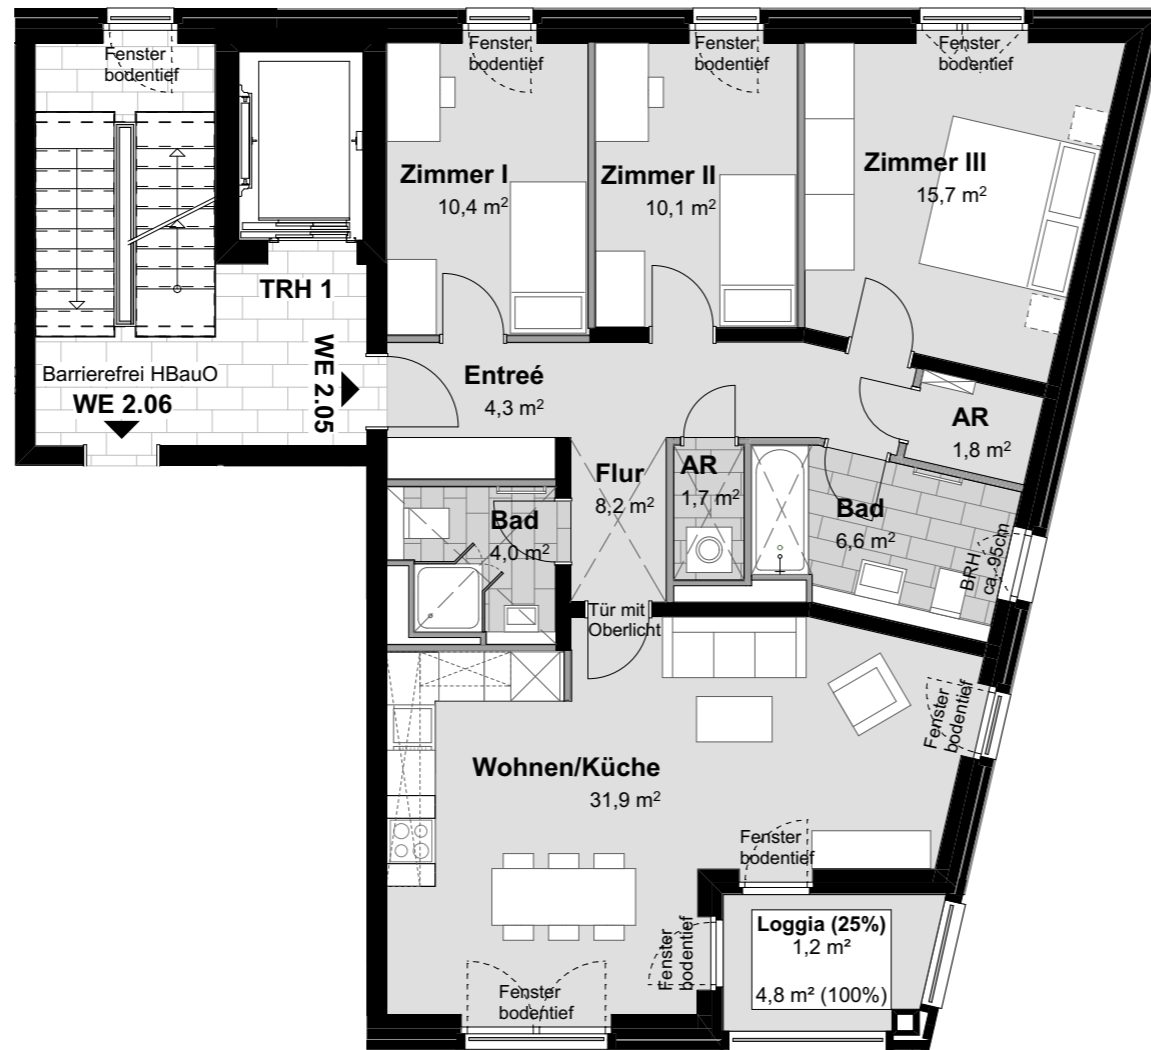 Fenster
bodentief
Fenster
bodentief
Fenster
bodentief
Fenster
bodentief
Zimmer I
10,4 m²
Zimmer II
10,1 m²
Zimmer III
15,7 m²
TRH 1
WE 2.05
Barrierefrei HBauO
WE 2.06
Entreé
4,3 m²
AR
1,8 m²
Flur
8,2 m²
AR
1,7 m²
Bad
4,0 m²
Bad
6,6 m²
BRH
ca. 95cm
Tür mit
Oberlicht
Fenster
bodentief
Wohnen/Küche
31,9 m²
Fenster
bodentief
Fenster
bodentief
Loggia (25%)
1,2 m²
4,8 m² (100%)
Fenster
bodentief